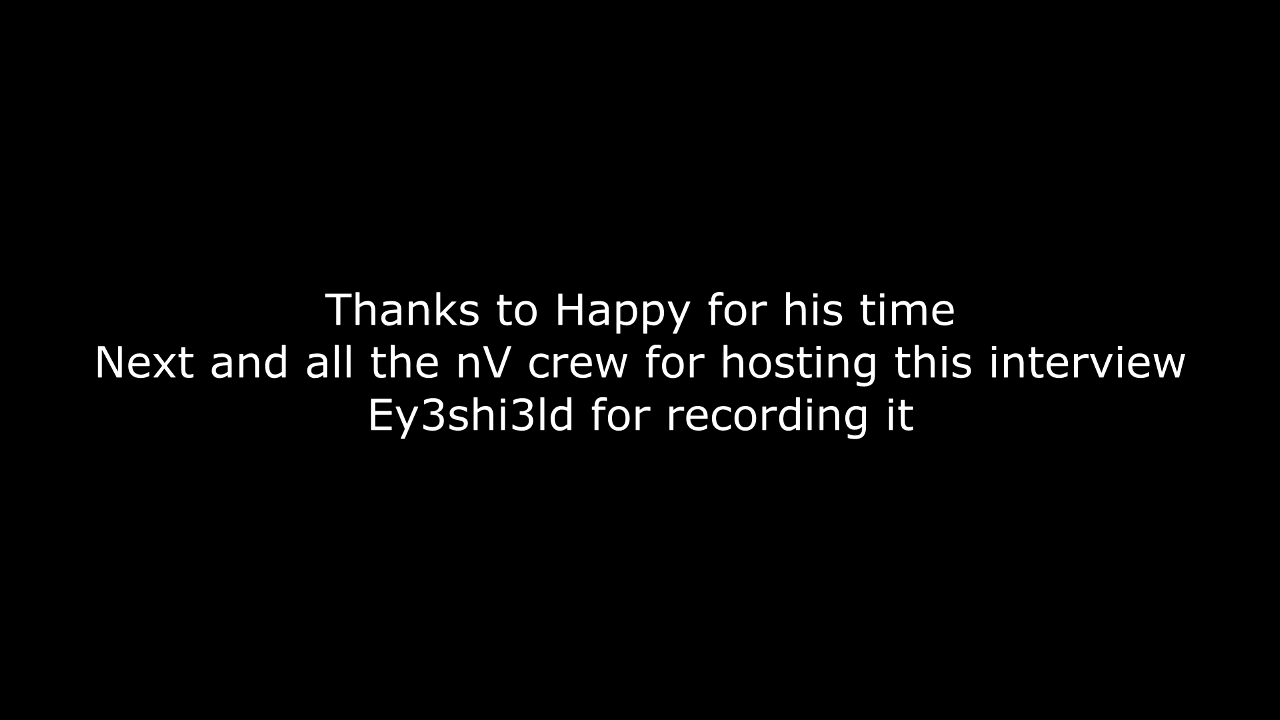 Thanks to Happy for his time
Next and all the nV crew for hosting this interview
Ey3shi3ld for recording it